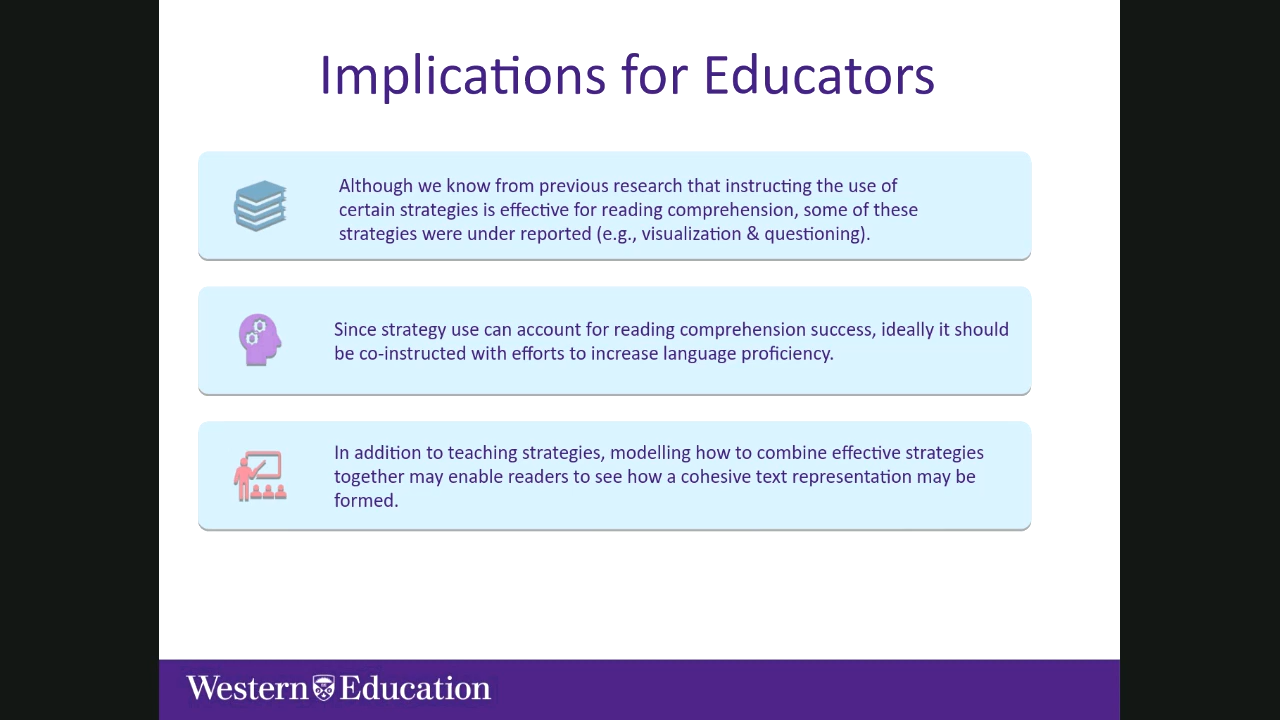 Implications for Educators
Although we know from previous research that instructing the use of
certain strategies is effective for reading comprehension, some of these
strategies were under reported (e.g., visualization & questioning).
Since strategy use can account for reading comprehension success, ideally it should
be co-instructed with efforts to increase language proficiency.
In addition to teaching strategies, modelling how to combine effective strategies
together may enable readers to see how a cohesive text representation may be
formed.
Western Education